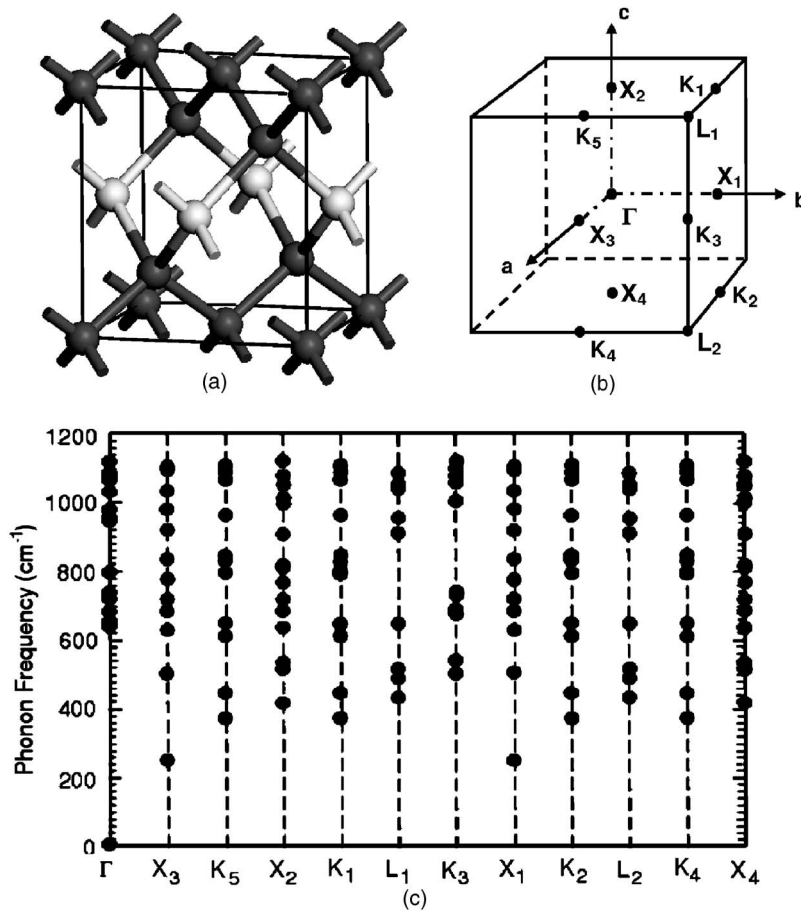 c
K₁
X₂
K₅
L₁
X₁
b
Γ
K₃
X₃
a
X₄
K₂
K₄
L₂
(a)
(b)
1200
1000
800
600
400
200
0
Phonon Frequency (cm⁻¹)
Γ X₃ K₅ X₂ K₁ L₁ K₃ X₁ K₂ L₂ K₄ X₄
(c)